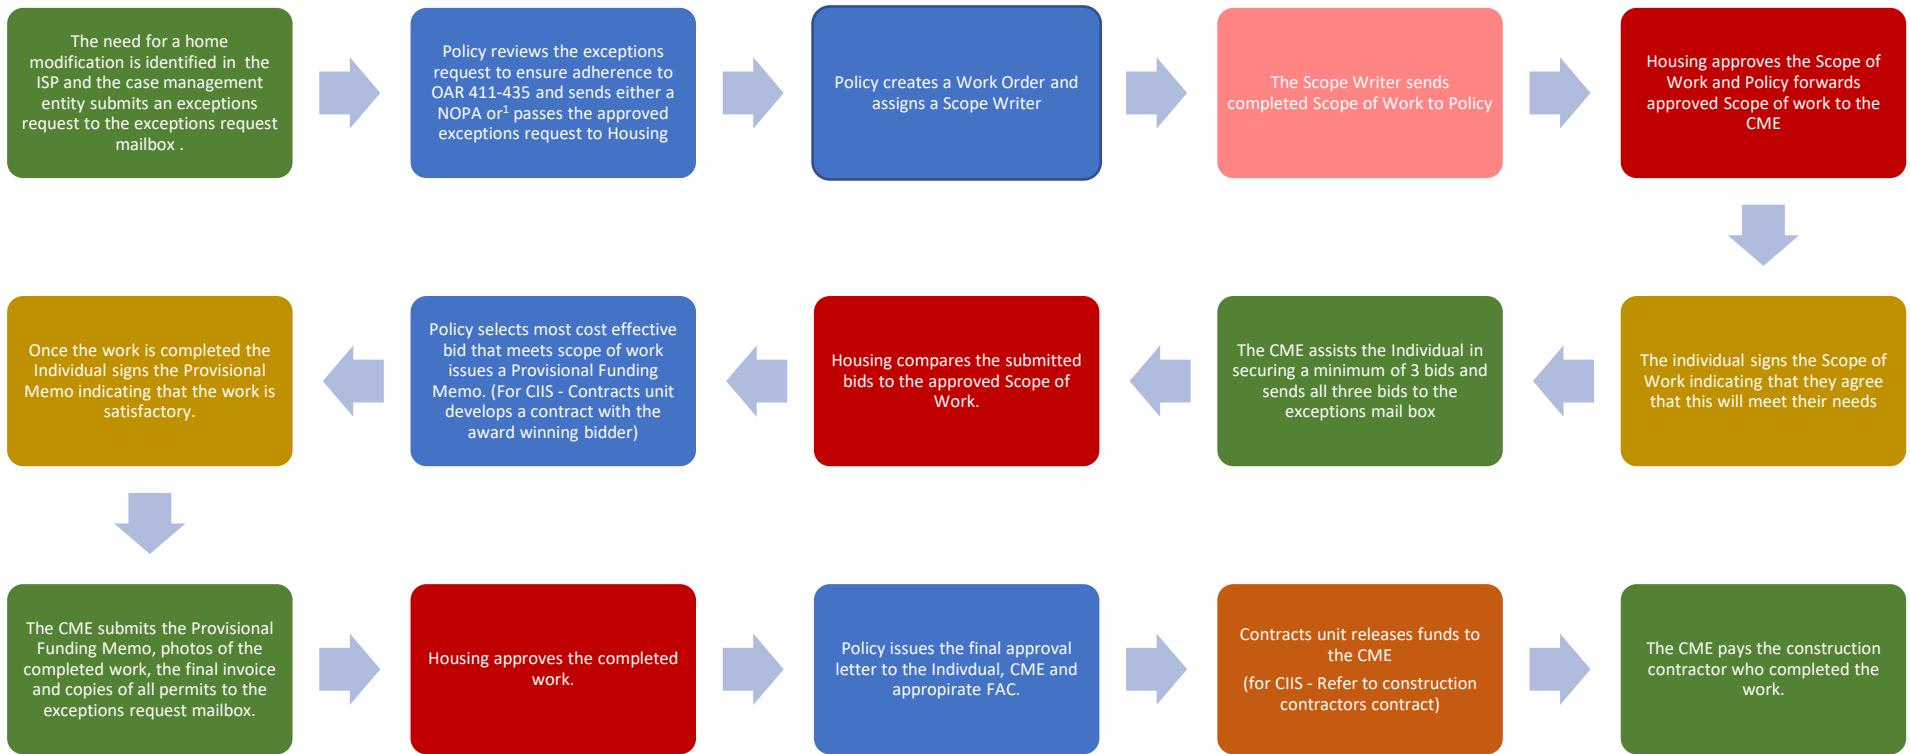 The need for a home
modification is identified in the
ISP and the case management
entity submits an exceptions
request to the exceptions request
mailbox .
Policy reviews the exceptions
request to ensure adherence to
OAR 411-435 and sends either a
NOPA or¹ passes the approved
exceptions request to Housing
Policy creates a Work Order and
assigns a Scope Writer
The Scope Writer sends
completed Scope of Work to Policy
Housing approves the Scope of
Work and Policy forwards
approved Scope of work to the
CME
The individual signs the Scope of
Work indicating that they agree
that this will meet their needs
The CME assists the Individual in
securing a minimum of 3 bids and
sends all three bids to the
exceptions mail box
Housing compares the submitted
bids to the approved Scope of
Work.
Policy selects most cost effective
bid that meets scope of work
issues a Provisional Funding
Memo. (For CIIS - Contracts unit
develops a contract with the
award winning bidder)
Once the work is completed the
Individual signs the Provisional
Memo indicating that the work is
satisfactory.
The CME submits the Provisional
Funding Memo, photos of the
completed work, the final invoice
and copies of all permits to the
exceptions request mailbox.
Housing approves the completed
work.
Policy issues the final approval
letter to the Indivdual, CME and
appropirate FAC.
Contracts unit releases funds to
the CME
(for CIIS - Refer to construction
contractors contract)
The CME pays the construction
contractor who completed the
work.